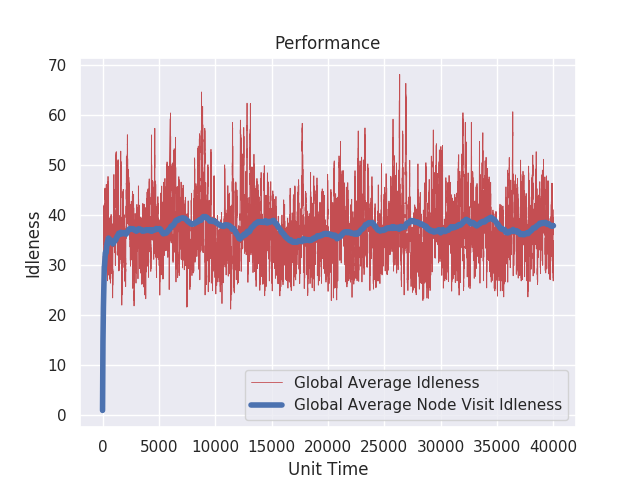 Performance
70
60
50
40
30
20
10
0
Idleness
0 5000 10000 15000 20000 25000 30000 35000 40000
Unit Time
Global Average Idleness
Global Average Node Visit Idleness